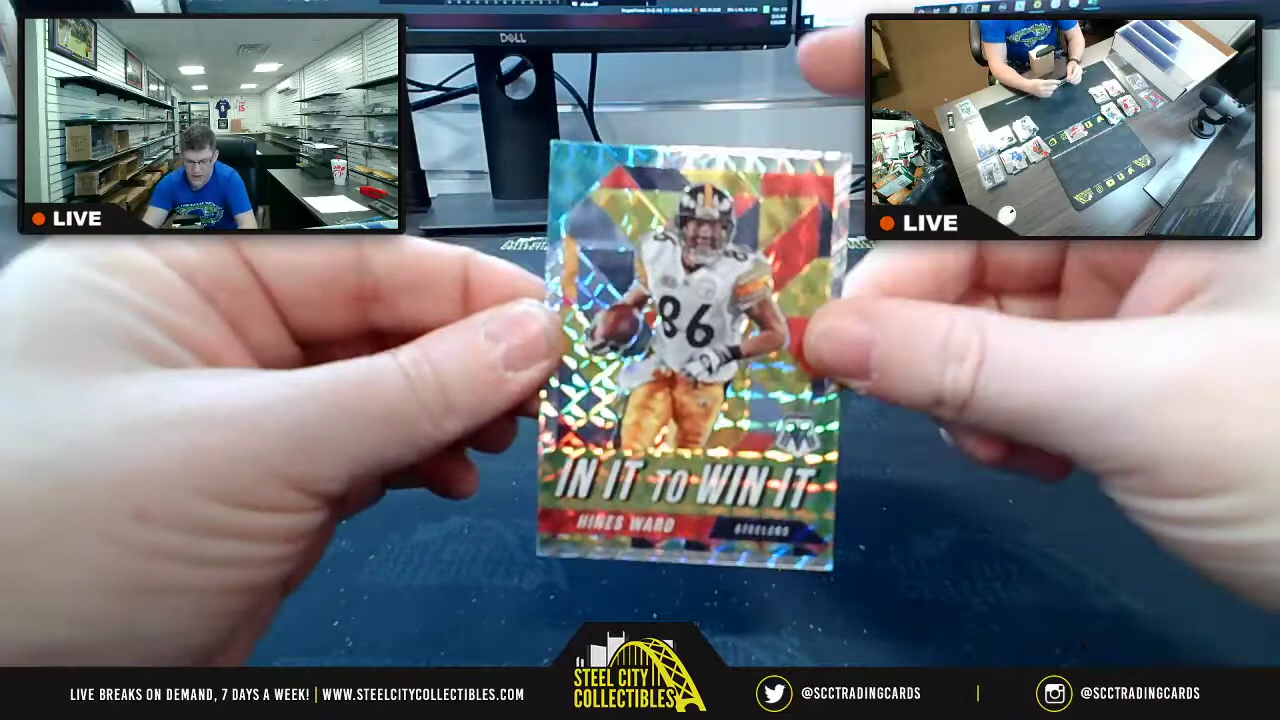 DELL
LIVE
LIVE
86
86
IN IT TO WIN IT
HINES WARD
STEELERS
LIVE BREAKS ON DEMAND, 7 DAYS A WEEK! | WWW.STEELCITYCOLLECTIBLES.COM
STEEL CITY
COLLECTIBLES
@SCCTRADINGCARDS
@SCCTRADINGCARDS